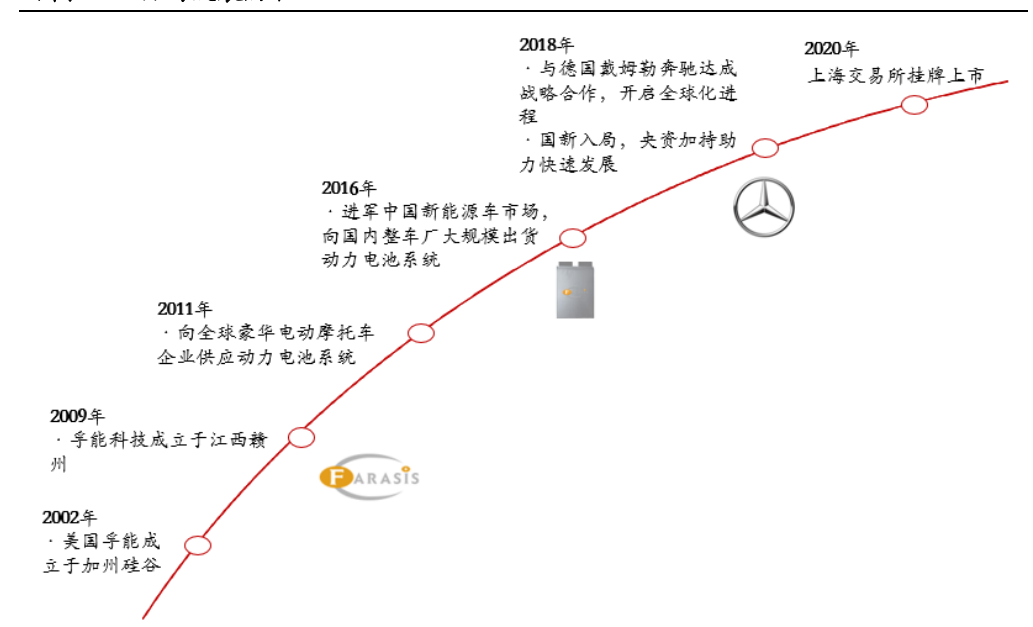 2018年
· 与德国戴姆勒奔驰达成
战略合作，开启全球化进
程
· 国新入局，央资加持助
力快速发展
2020年
上海交易所挂牌上市
2016年
· 进军中国新能源车市场，
向国内整车厂大规模出货
动力电池系统
2011年
· 向全球豪华电动摩托车
企业供应动力电池系统
2009年
· 孚能科技成立于江西赣
州
FARASIS
2002年
· 美国孚能成
立于加州硅谷